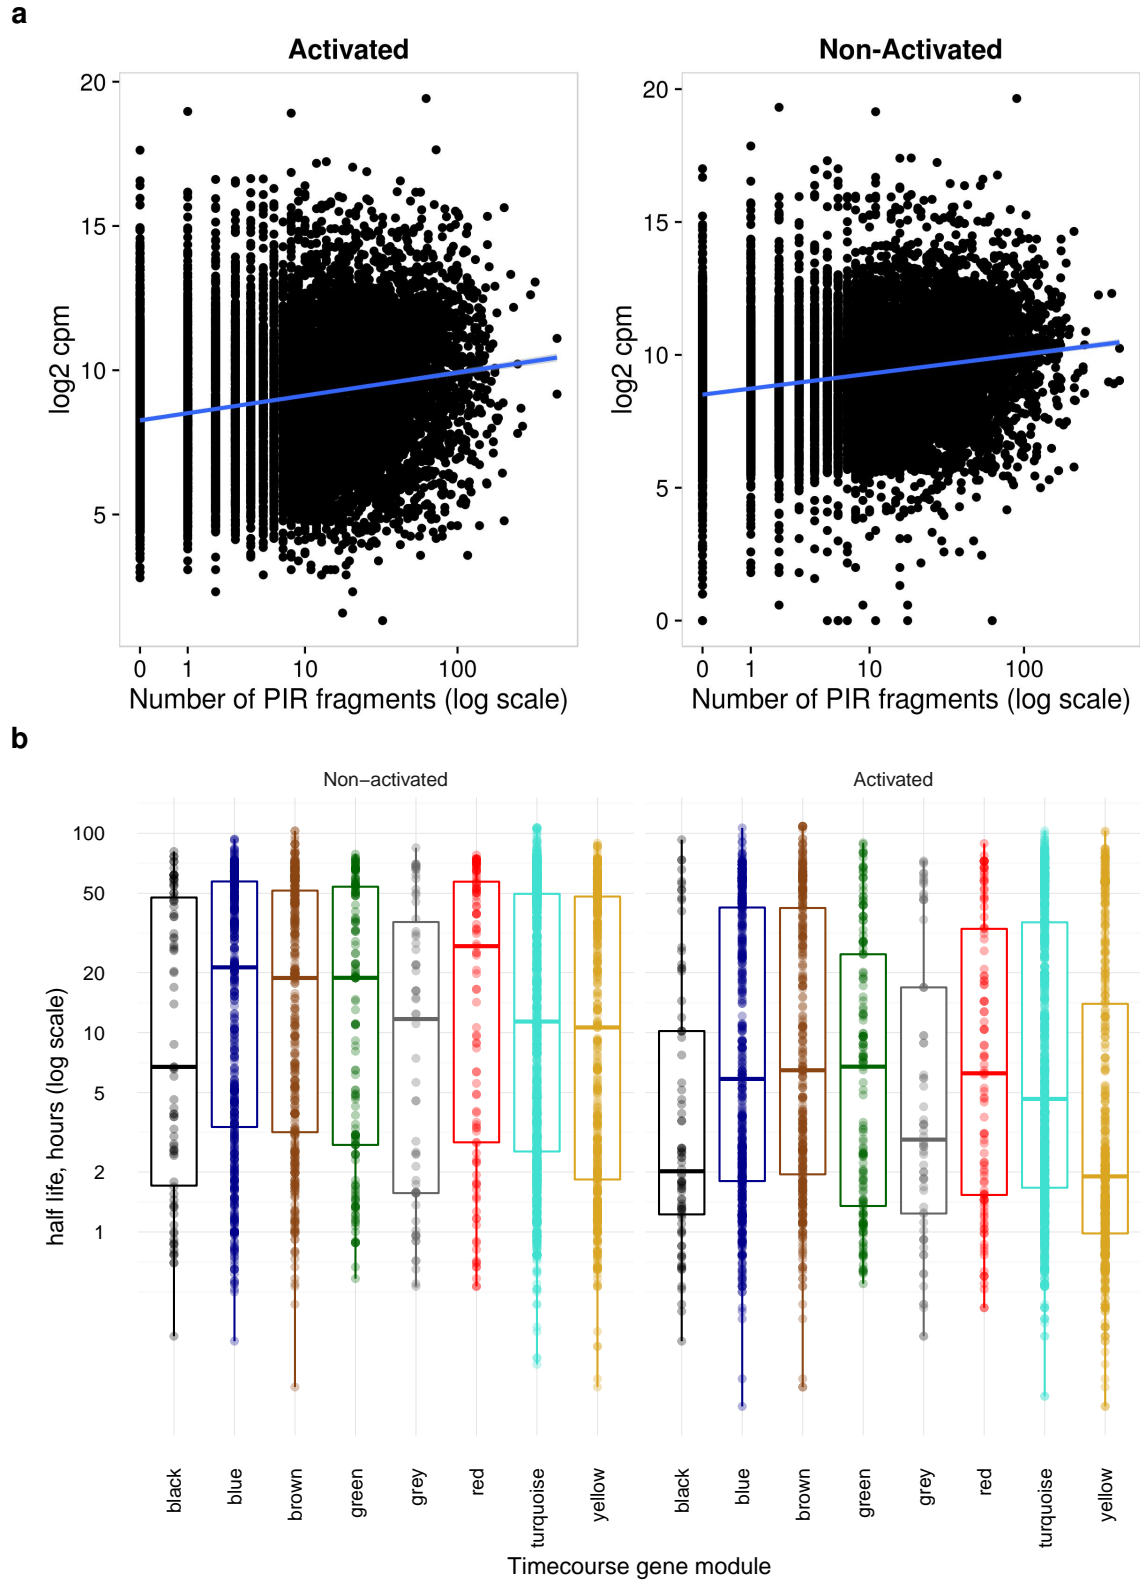 a
Activated
Non-Activated
20
15
10
5
log2 cpm
0
1
10
100
Number of PIR fragments (log scale)
20
15
10
5
0
log2 cpm
0
1
10
100
Number of PIR fragments (log scale)
b
Non−activated
Activated
100
50
20
10
5
2
1
half life, hours (log scale)
black
blue
brown
green
grey
red
turquoise
yellow
black
blue
brown
green
grey
red
turquoise
yellow
Timecourse gene module